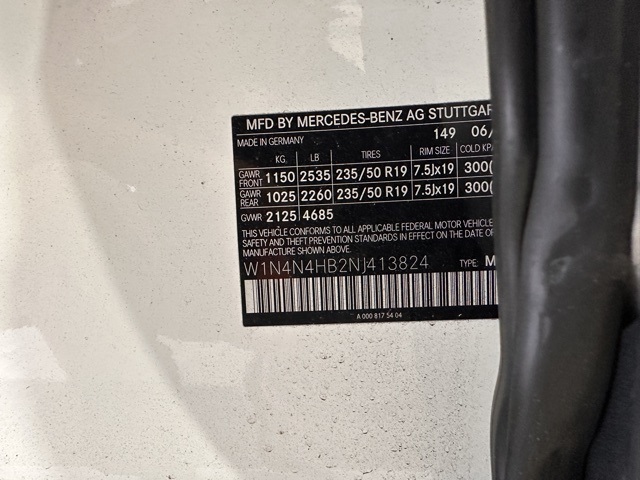 MFD BY MERCEDES-BENZ AG STUTTGAR
MADE IN GERMANY 149 06/
KG. LB TIRES RIM SIZE COLD KP
GAWR FRONT 1150 2535 235/50 R19 7.5Jx19 300(
GAWR REAR 1025 2260 235/50 R19 7.5Jx19 300(
GVWR 2125 4685
THIS VEHICLE CONFORMS TO ALL APPLICABLE FEDERAL MOTOR VEHICLE
SAFETY AND THEFT PREVENTION STANDARDS IN EFFECT ON THE DATE OF
MANUFACTURE SHOWN ABOVE.
W1N4N4HB2NJ413824 TYPE: M
A 000 817 54 04